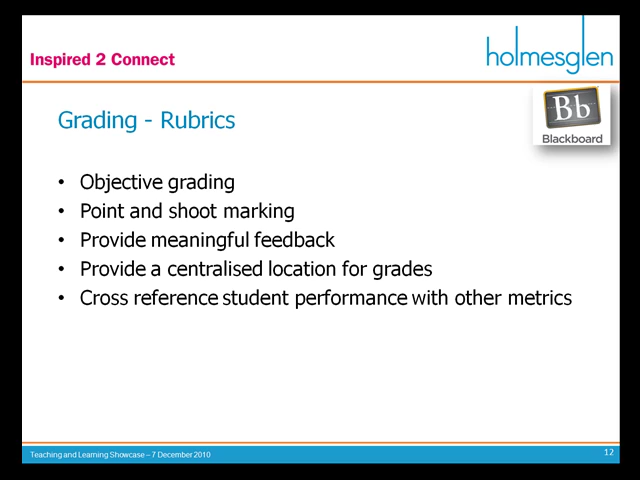 Inspired 2 Connect
holmesglen
Bb
Blackboard
Grading - Rubrics
• Objective grading
• Point and shoot marking
• Provide meaningful feedback
• Provide a centralised location for grades
• Cross reference student performance with other metrics
Teaching and Learning Showcase – 7 December 2010
12